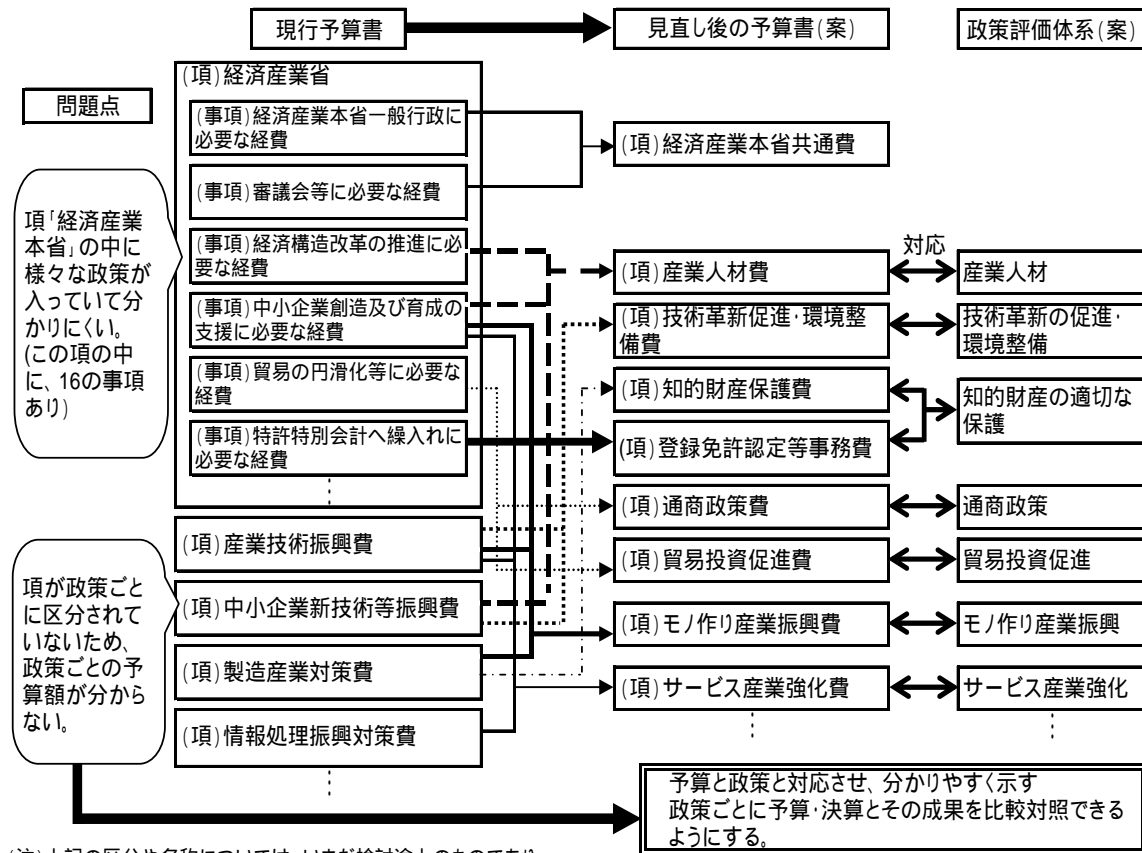 現行予算書
見直し後の予算書(案)
政策評価体系(案)
問題点
(項)経済産業省
(事項)経済産業本省一般行政に
必要な経費
(事項)審議会等に必要な経費
(事項)経済構造改革の推進に必
要な経費
(事項)中小企業創造及び育成の
支援に必要な経費
(事項)貿易の円滑化等に必要な
経費
(事項)特許特別会計へ繰入れに
必要な経費
項「経済産業
本省」の中に
様々な政策が
入っていて分
かりにくい。
(この項の中
に、16の事項
あり)
(項)産業技術振興費
(項)中小企業新技術等振興費
(項)製造産業対策費
(項)情報処理振興対策費
項が政策ごと
に区分されて
いないため、
政策ごとの予
算額が分から
ない。
(項)経済産業本省共通費
対応
(項)産業人材費
産業人材
(項)技術革新促進・環境整
備費
技術革新の促進・
環境整備
(項)知的財産保護費
(項)登録免許認定等事務費
知的財産の適切な
保護
(項)通商政策費
通商政策
(項)貿易投資促進費
貿易投資促進
(項)モノ作り産業振興費
モノ作り産業振興
(項)サービス産業強化費
サービス産業強化
予算と政策と対応させ、分かりやすく示す
政策ごとに予算・決算とその成果を比較対照できる
ようにする。